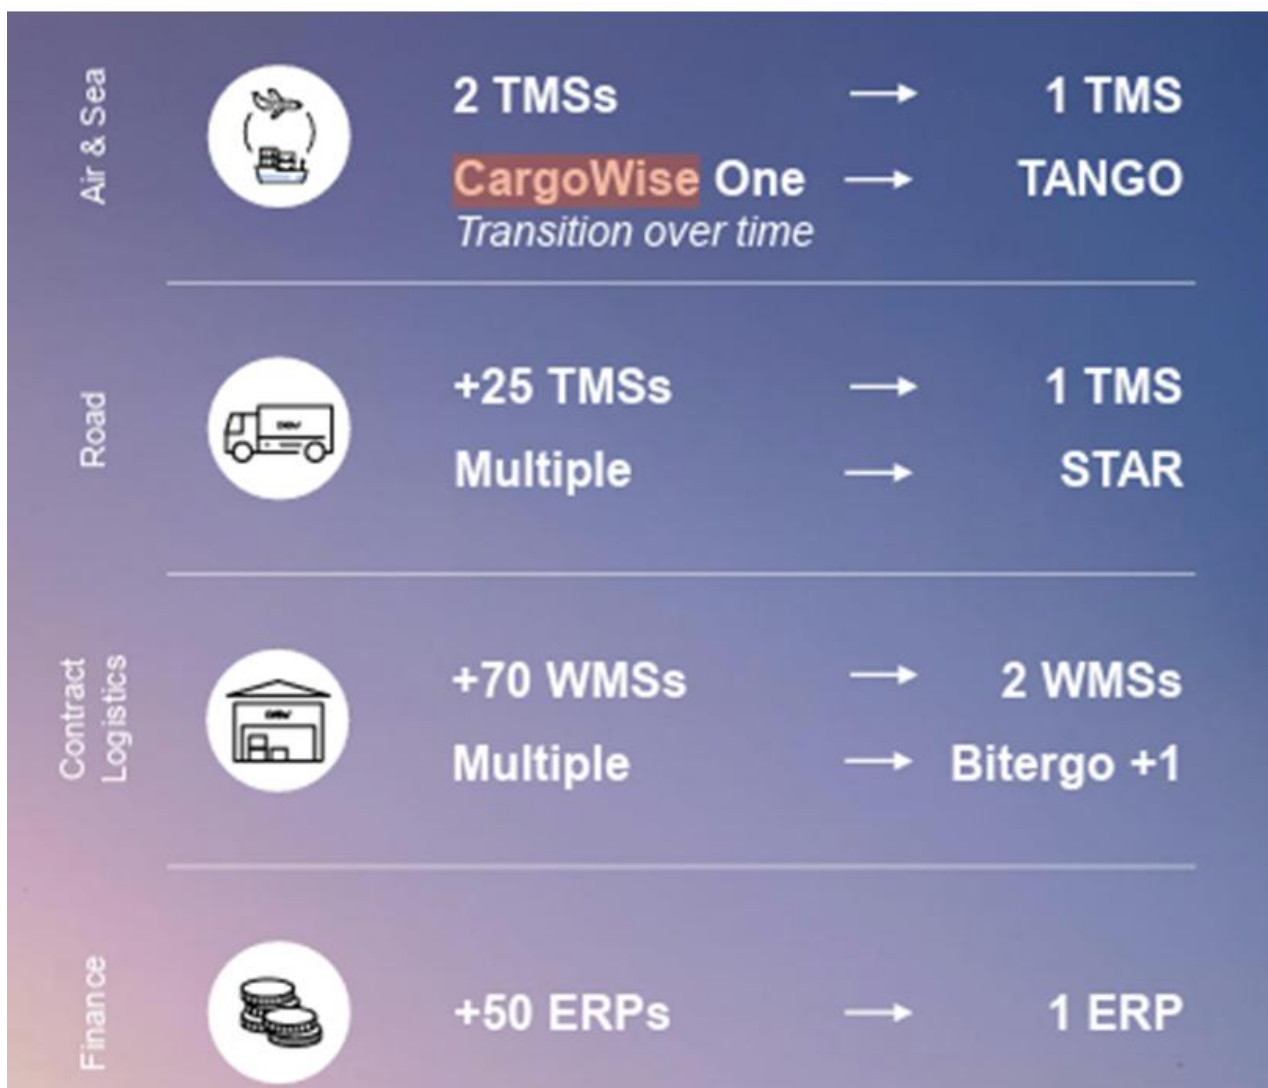 Air & Sea
2 TMSs → 1 TMS
CargoWise One → TANGO
Transition over time
Road
+25 TMSs → 1 TMS
Multiple → STAR
Contract
Logistics
+70 WMSs → 2 WMSs
Multiple → Bitergo +1
Finance
+50 ERPs → 1 ERP